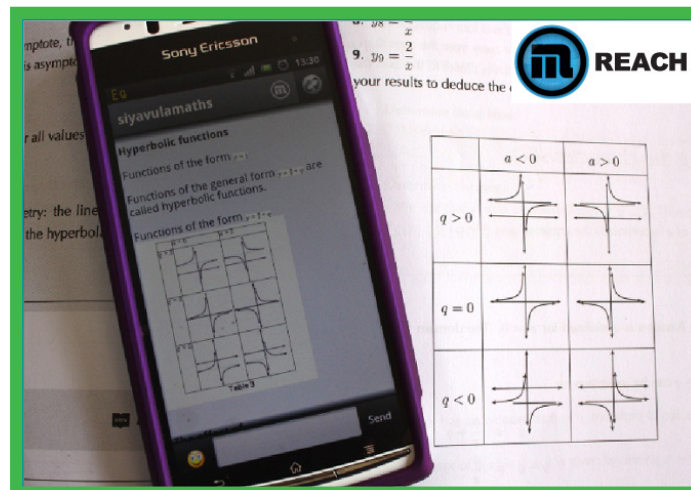 mptote, th
is asympto
r all values
etry: the line
the hyperbol
Sony Ericsson
13:30
siyavulamaths
Hyperbolic functions
Functions of the form
Functions of the general form are
called hyperbolic functions.
Functions of the form
Table 3
Send
9. y₉ = 2/x
your results to deduce the
m REACH
a < 0 a > 0
q > 0
q = 0
q < 0